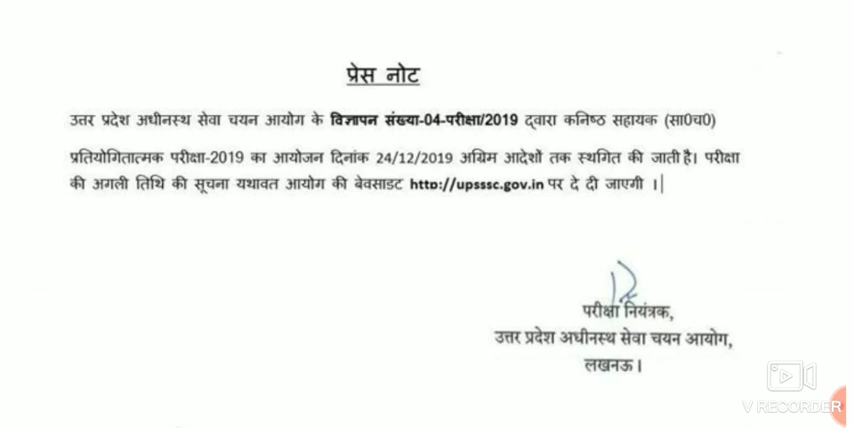 प्रेस नोट
उत्तर प्रदेश अधीनस्थ सेवा चयन आयोग के विज्ञापन संख्या-04-परीक्षा/2019 द्वारा कनिष्ठ सहायक (सा0च0)
प्रतियोगितात्मक परीक्षा-2019 का आयोजन दिनांक 24/12/2019 अग्रिम आदेशों तक स्थगित की जाती है। परीक्षा
की अगली तिथि की सूचना यथावत आयोग की बेवसाडट http://upsssc.gov.in पर दे दी जाएगी ।
परीक्षा नियंत्रक,
उत्तर प्रदेश अधीनस्थ सेवा चयन आयोग,
लखनऊ।
V RECORDER